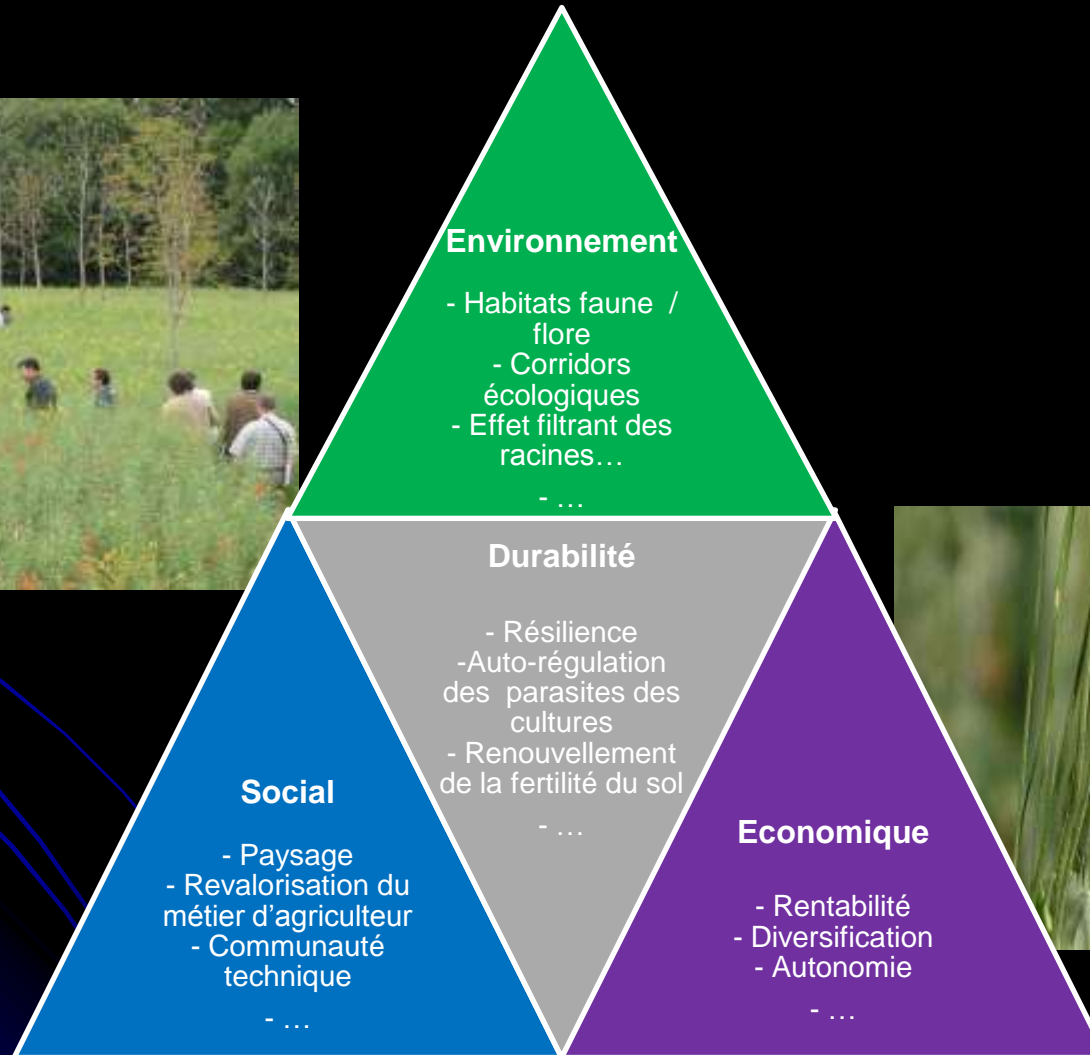 Environnement
- Habitats faune /
flore
- Corridors
écologiques
- Effet filtrant des
racines…
- …
Durabilité
- Résilience
-Auto-régulation
des parasites des
cultures
- Renouvellement
de la fertilité du sol
- …
Social
- Paysage
- Revalorisation du
métier d’agriculteur
- Communauté
technique
- …
Economique
- Rentabilité
- Diversification
- Autonomie
- …